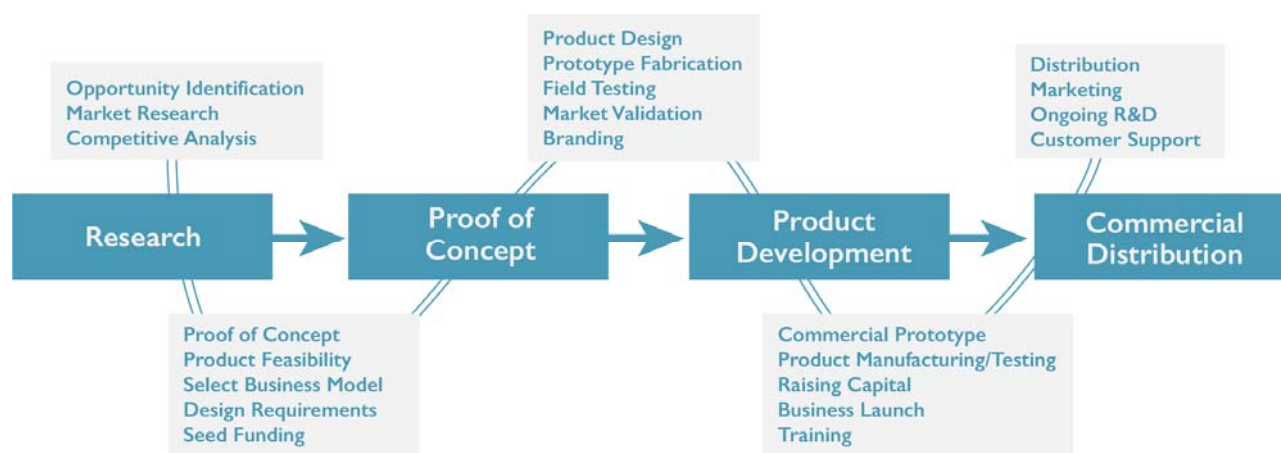 Opportunity Identification
Market Research
Competitive Analysis
Product Design
Prototype Fabrication
Field Testing
Market Validation
Branding
Distribution
Marketing
Ongoing R&D
Customer Support
Research
Proof of
Concept
Product
Development
Commercial
Distribution
Proof of Concept
Product Feasibility
Select Business Model
Design Requirements
Seed Funding
Commercial Prototype
Product Manufacturing/Testing
Raising Capital
Business Launch
Training